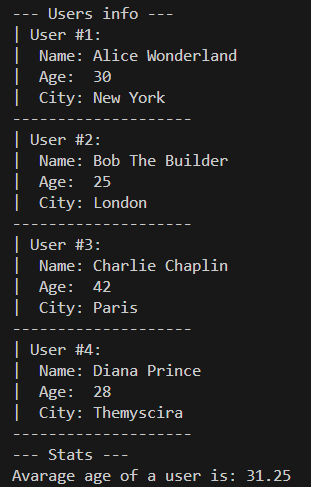 --- Users info ---
| User #1:
|  Name: Alice Wonderland
|  Age:  30
|  City: New York
--------------------
| User #2:
|  Name: Bob The Builder
|  Age:  25
|  City: London
--------------------
| User #3:
|  Name: Charlie Chaplin
|  Age:  42
|  City: Paris
--------------------
| User #4:
|  Name: Diana Prince
|  Age:  28
|  City: Themyscira
--------------------
--- Stats ---
Avarage age of a user is: 31.25